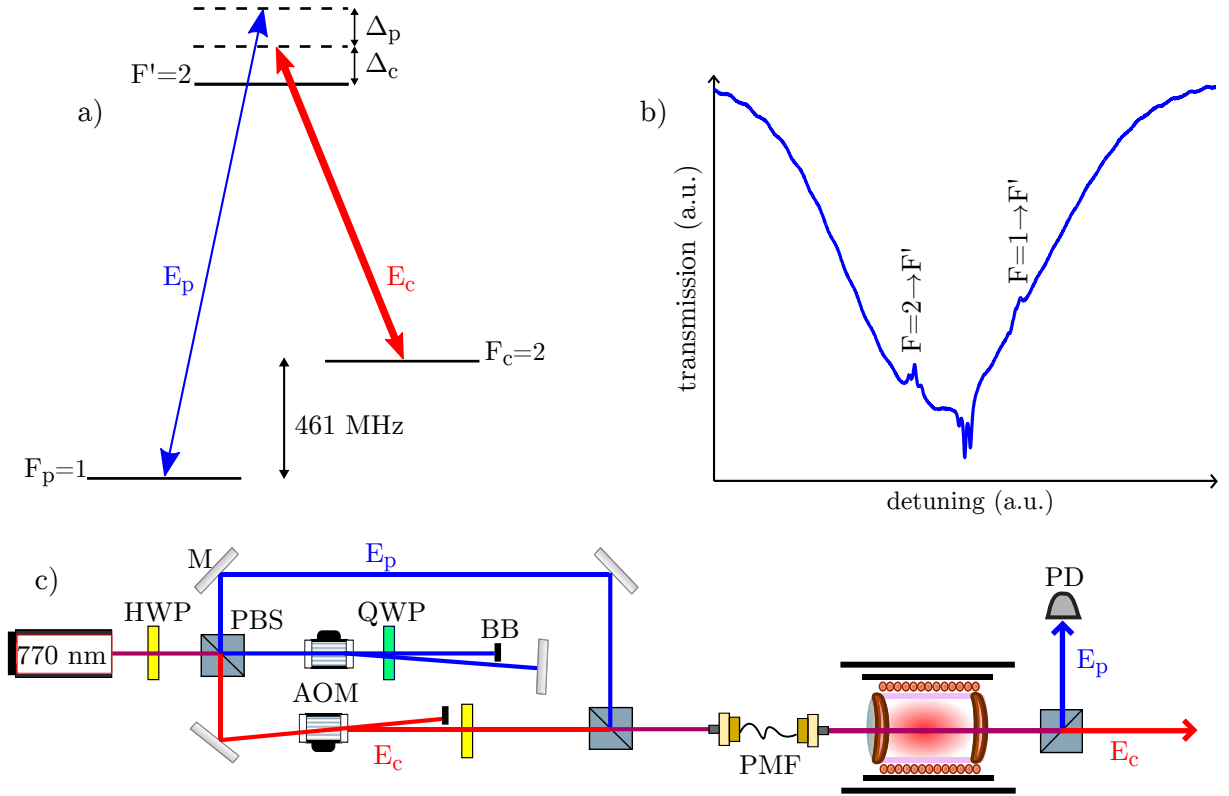 Δp
F'=2
Δc
a)
Ep
Ec
Fc=2
461 MHz
Fp=1
b)
transmission (a.u.)
F=2→F'
F=1→F'
detuning (a.u.)
c)
M
Ep
HWP
PBS
QWP
BB
PD
770 nm
Ep
AOM
Ec
PMF
Ec